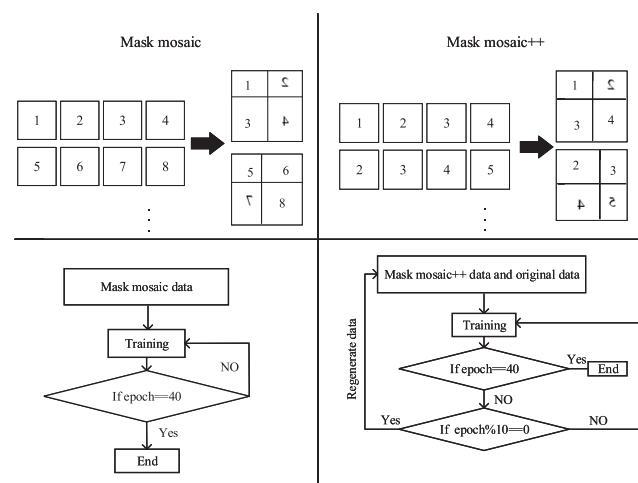 Mask mosaic
1 2 3 4
5 6 7 8
1 2
3 4
5 6
7 8
Mask mosaic++
1 2 3 4
2 3 4 5
1 2
3 4
2 3
4 5
Mask mosaic data
Training
NO
If epoch==40
Yes
End
Mask mosaic++ data and original data
Regenerate data
Training
If epoch==40
Yes
End
NO
If epoch%10==0
Yes
NO